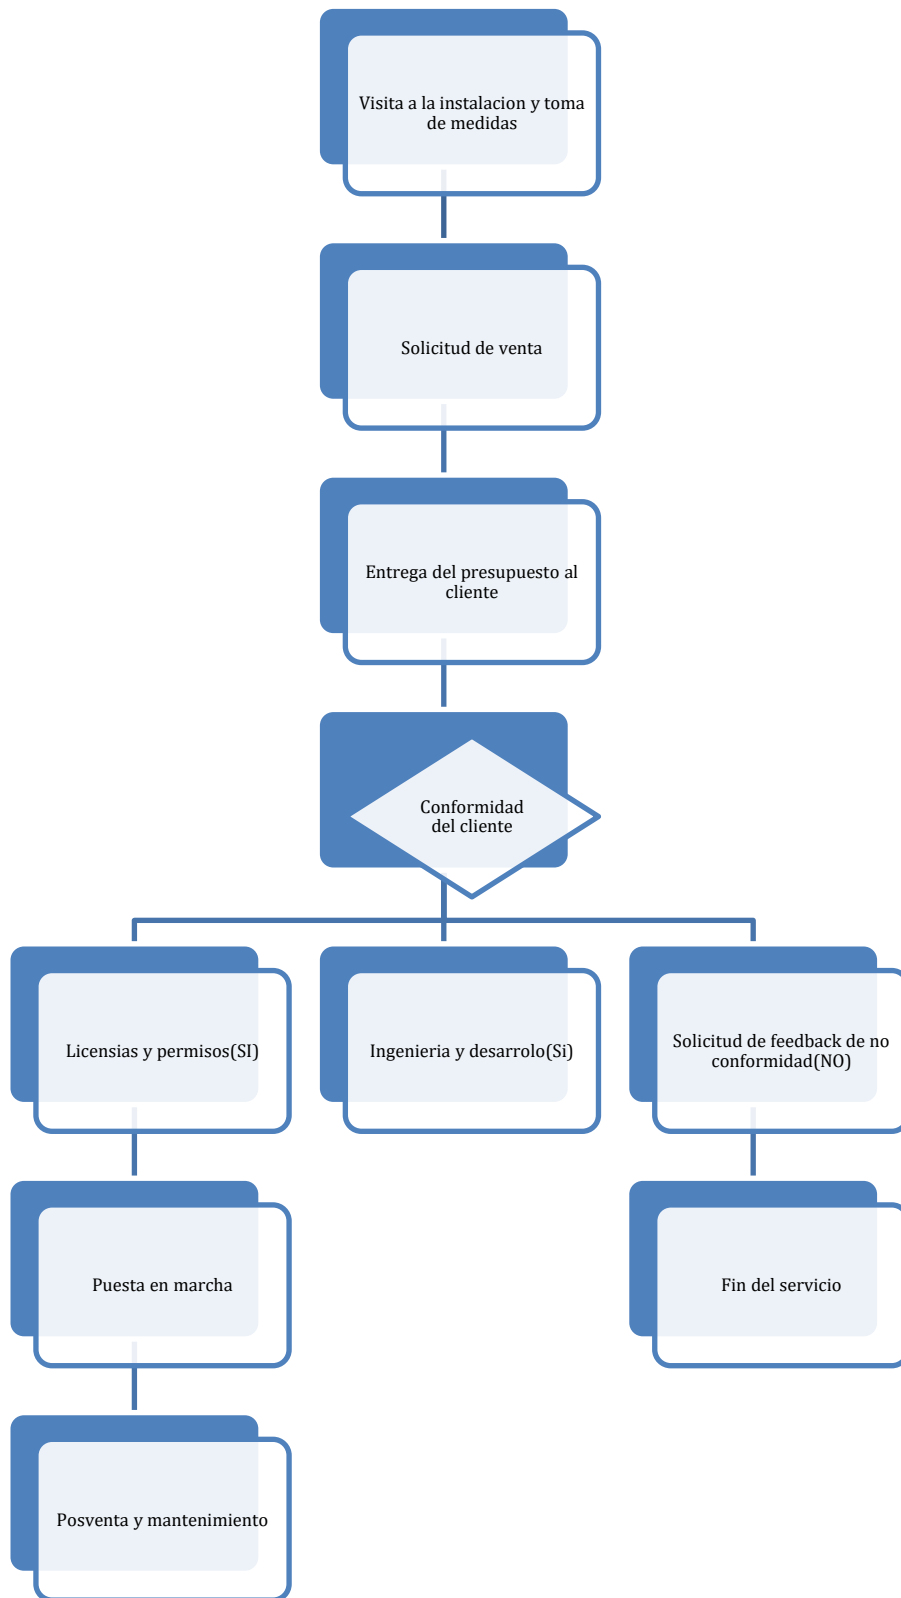 Visita a la instalacion y toma
de medidas
Solicitud de venta
Entrega del presupuesto al
cliente
Conformidad
del cliente
Licensias y permisos(SI)
Ingenieria y desarrolo(Si)
Solicitud de feedback de no
conformidad(NO)
Puesta en marcha
Fin del servicio
Posventa y mantenimiento